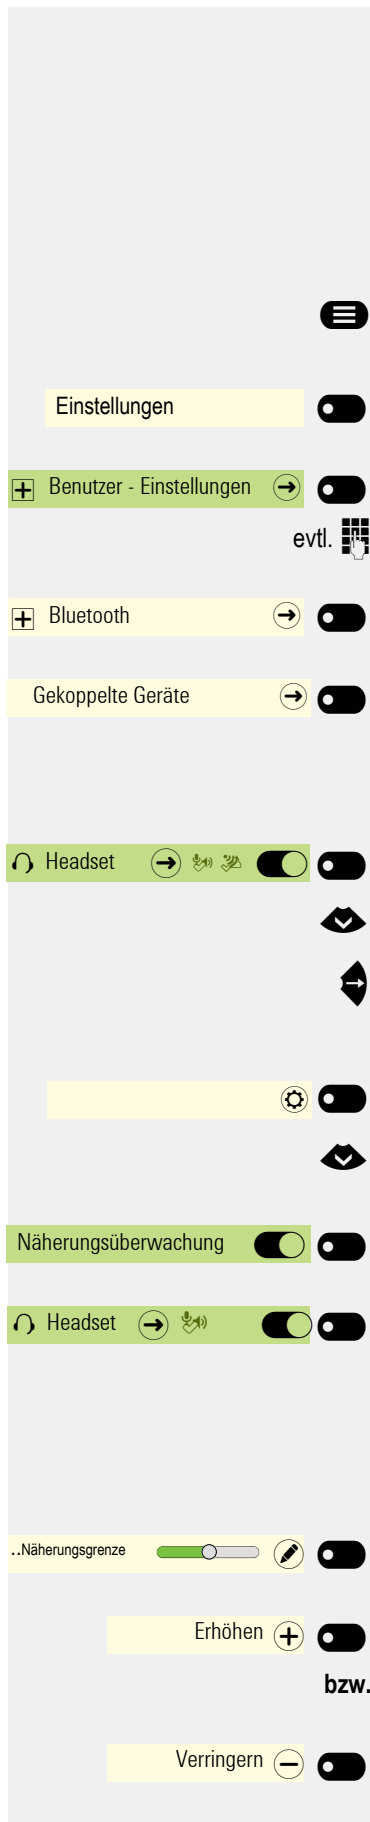 Einstellungen
Benutzer - Einstellungen
evtl.
Bluetooth
Gekoppelte Geräte
Headset
Näherungsüberwachung
Headset
..Näherungsgrenze
Erhöhen
bzw.
Verringern